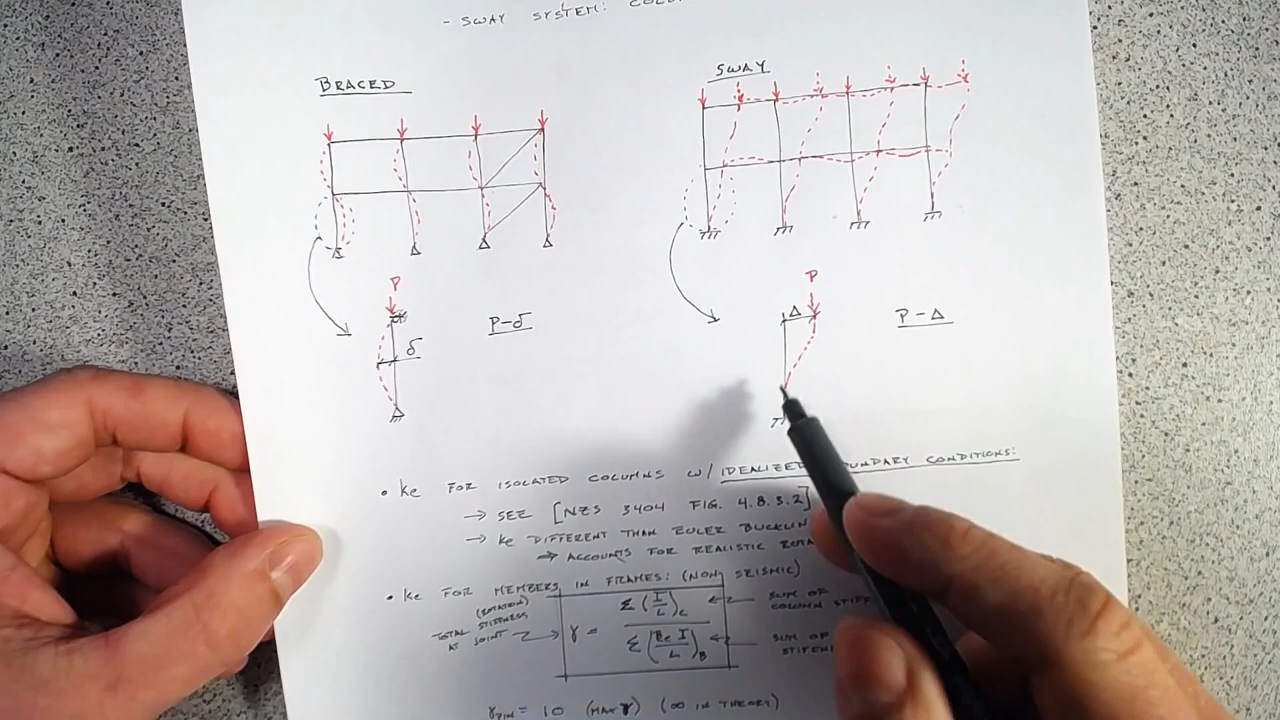 - SWAY SYSTEM:
BRACED
SWAY
P
δ
P-δ
P
Δ
P-Δ
• ke FOR ISOLATED COLUMNS W/ IDEALIZED BOUNDARY CONDITIONS:
→ SEE [NZS 3404 FIG. 4.8.3.2]
→ ke DIFFERENT THAN EULER
⇒ ACCOUNTS FOR REALISTIC
• ke FOR MEMBERS IN FRAMES: (NON SEISMIC)
(ROTATION)
TOTAL STIFFNESS
AT JOINT →
γ = Σ(I/L)c / Σ(βe I/L)B
← SUM OF
COLUMN
← SUM OF
γPIN = 10 (MAX γ) (∞ IN THEORY)